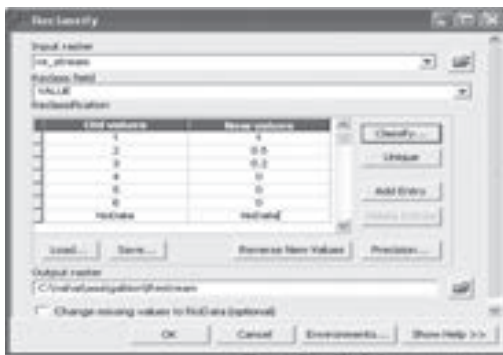 Reclassify
Input raster
Reclass field
VALUE
Reclassification
Old values New values
1 1
2 0.5
3 0.2
4 0
5 0
6 0
NoData NoData
Classify...
Unique
Add Entry
Delete Entries
Load... Save... Reverse New Values Precision...
Output raster
Change missing values to NoData (optional)
OK Cancel Environments... Show Help >>